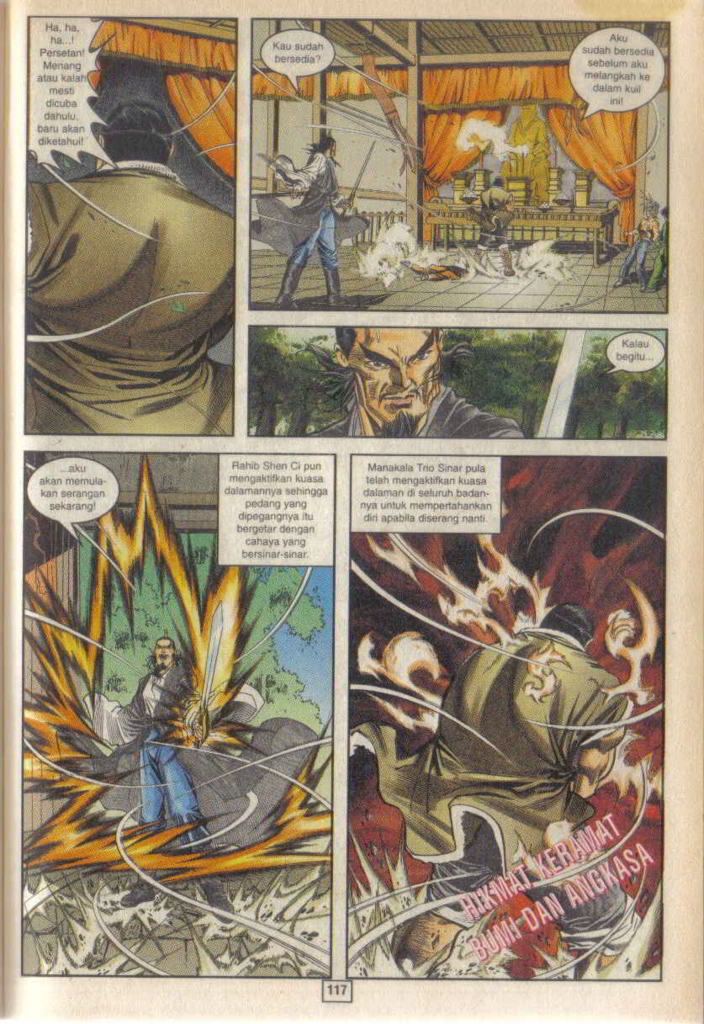 Ha, ha,
ha...!
Persetan!
Menang
atau kalah
mesti
dicuba
dahulu,
baru akan
diketahui!
Kau sudah
bersedia?
Aku
sudah bersedia
sebelum aku
melangkah ke
dalam kuil
ini!
Kalau
begitu...
...aku
akan memula-
kan serangan
sekarang!
Rahib Shen Ci pun
mengaktifkan kuasa
dalamannya sehingga
pedang yang
dipegangnya itu
bergetar dengan
cahaya yang
bersinar-sinar.
Manakala Trio Sinar pula
telah mengaktifkan kuasa
dalaman di seluruh badan-
nya untuk mempertahankan
diri apabila diserang nanti.
HIKMAT KERAMAT
BUMI DAN ANGKASA
117